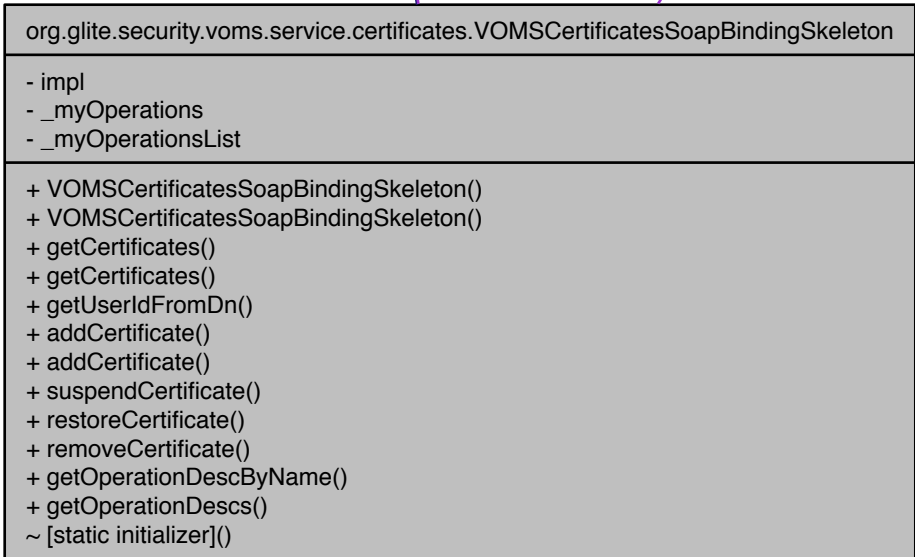 org.glite.security.voms.service.certificates.VOMSCertificatesSoapBindingSkeleton
- impl
- _myOperations
- _myOperationsList
+ VOMSCertificatesSoapBindingSkeleton()
+ VOMSCertificatesSoapBindingSkeleton()
+ getCertificates()
+ getCertificates()
+ getUserIdFromDn()
+ addCertificate()
+ addCertificate()
+ suspendCertificate()
+ restoreCertificate()
+ removeCertificate()
+ getOperationDescByName()
+ getOperationDescs()
~ [static initializer]()